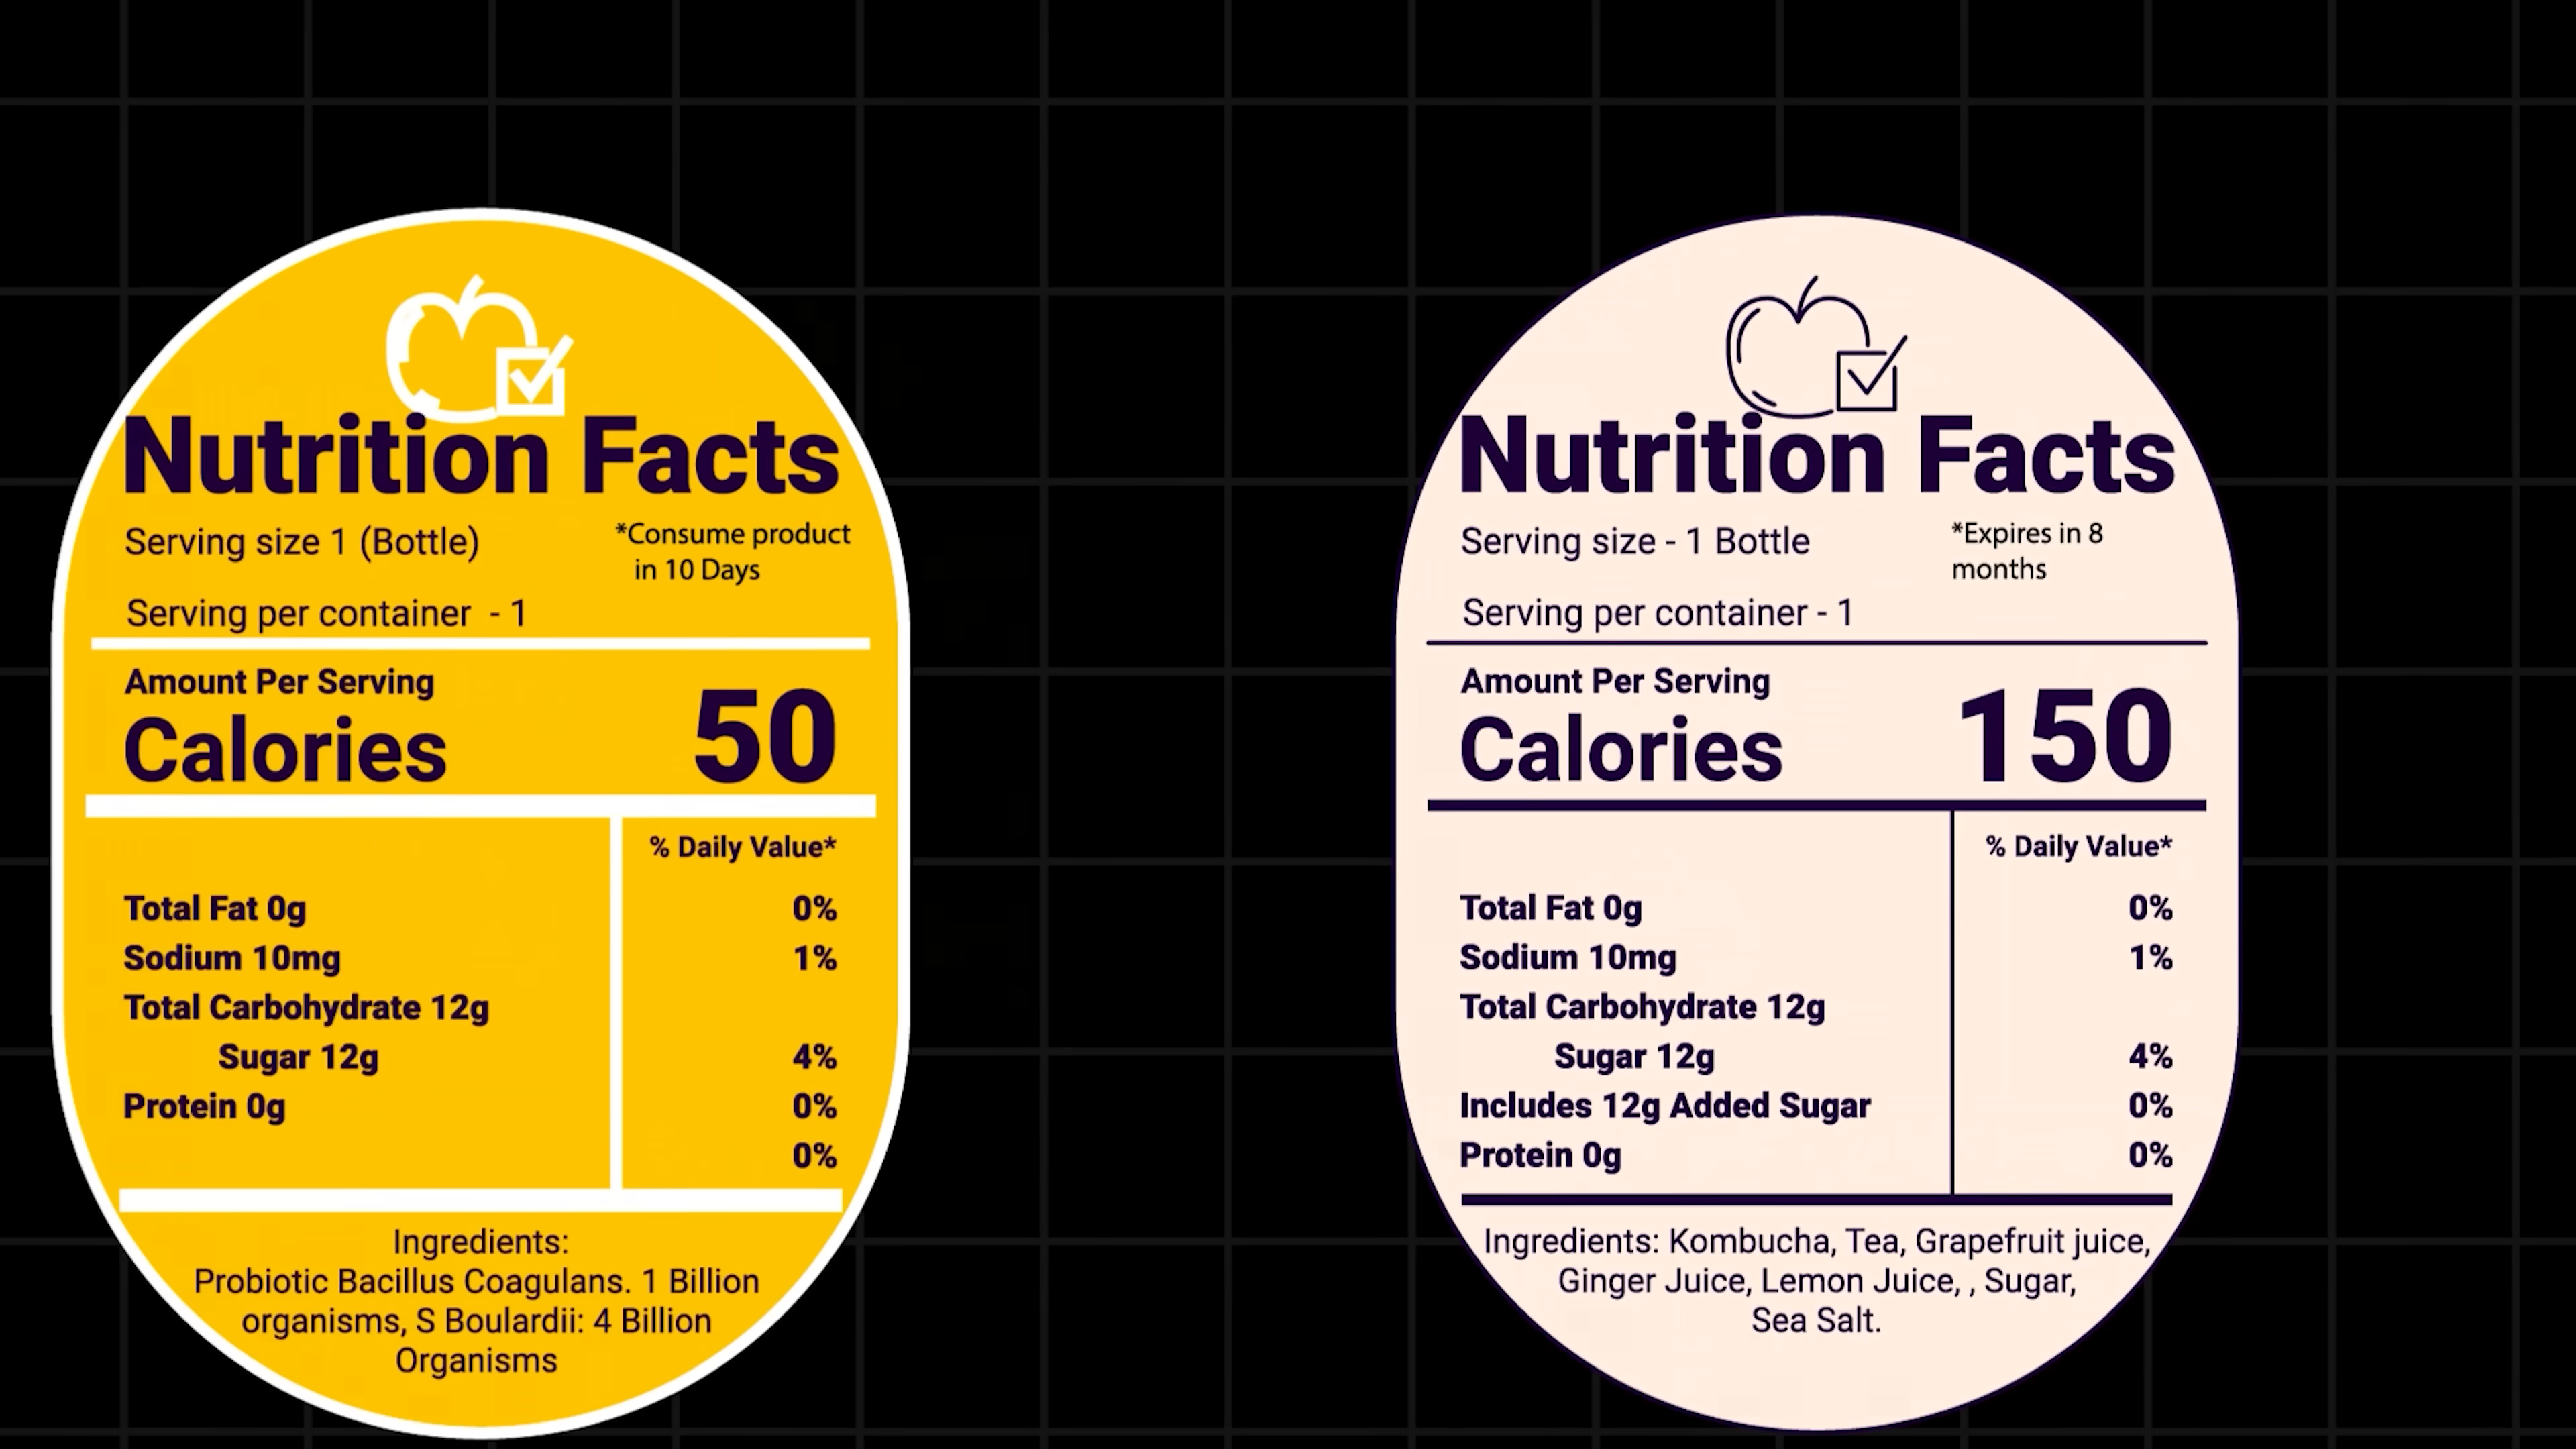 Nutrition Facts
Serving size 1 (Bottle)
*Consume product
in 10 Days
Serving per container - 1
Amount Per Serving
Calories
50
% Daily Value*
Total Fat 0g 0%
Sodium 10mg 1%
Total Carbohydrate 12g
Sugar 12g 4%
Protein 0g 0%
0%
Ingredients:
Probiotic Bacillus Coagulans. 1 Billion
organisms, S Boulardii: 4 Billion
Organisms
Nutrition Facts
Serving size - 1 Bottle
*Expires in 8
months
Serving per container - 1
Amount Per Serving
Calories
150
% Daily Value*
Total Fat 0g 0%
Sodium 10mg 1%
Total Carbohydrate 12g
Sugar 12g 4%
Includes 12g Added Sugar 0%
Protein 0g 0%
Ingredients: Kombucha, Tea, Grapefruit juice,
Ginger Juice, Lemon Juice, , Sugar,
Sea Salt.